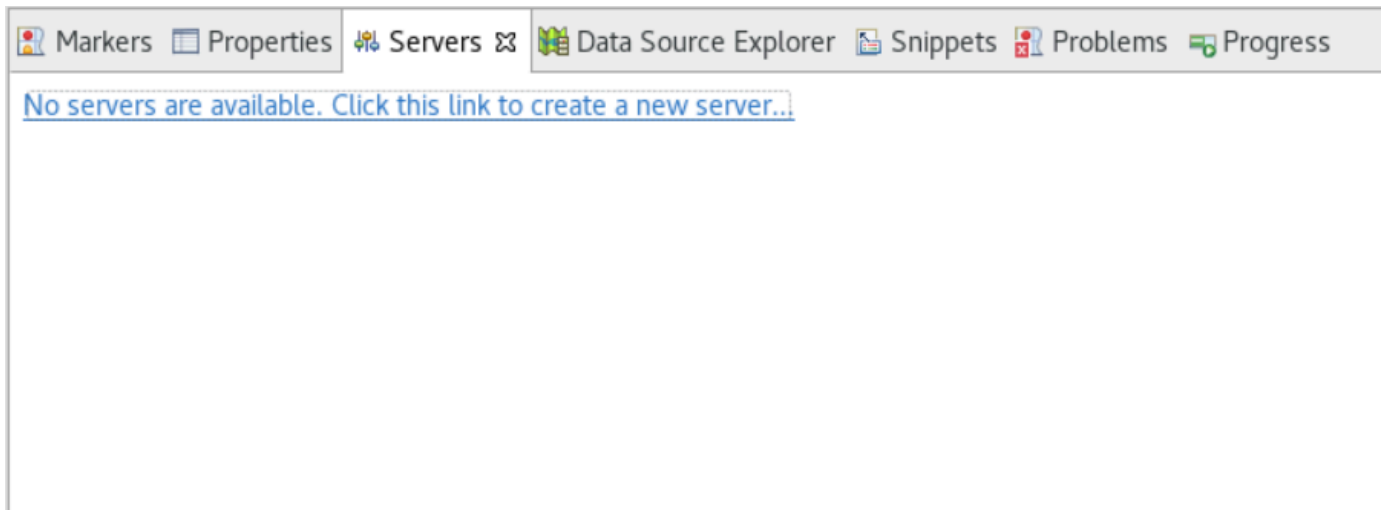 Markers Properties Servers Data Source Explorer Snippets Problems Progress
No servers are available. Click this link to create a new server...